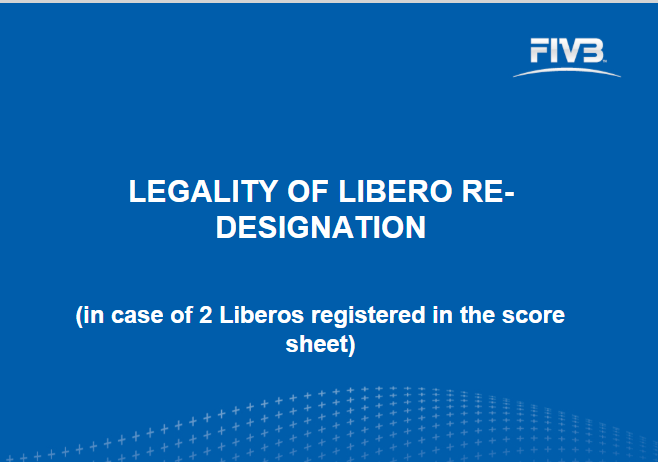 FIVB
LEGALITY OF LIBERO RE-
DESIGNATION
(in case of 2 Liberos registered in the score
sheet)